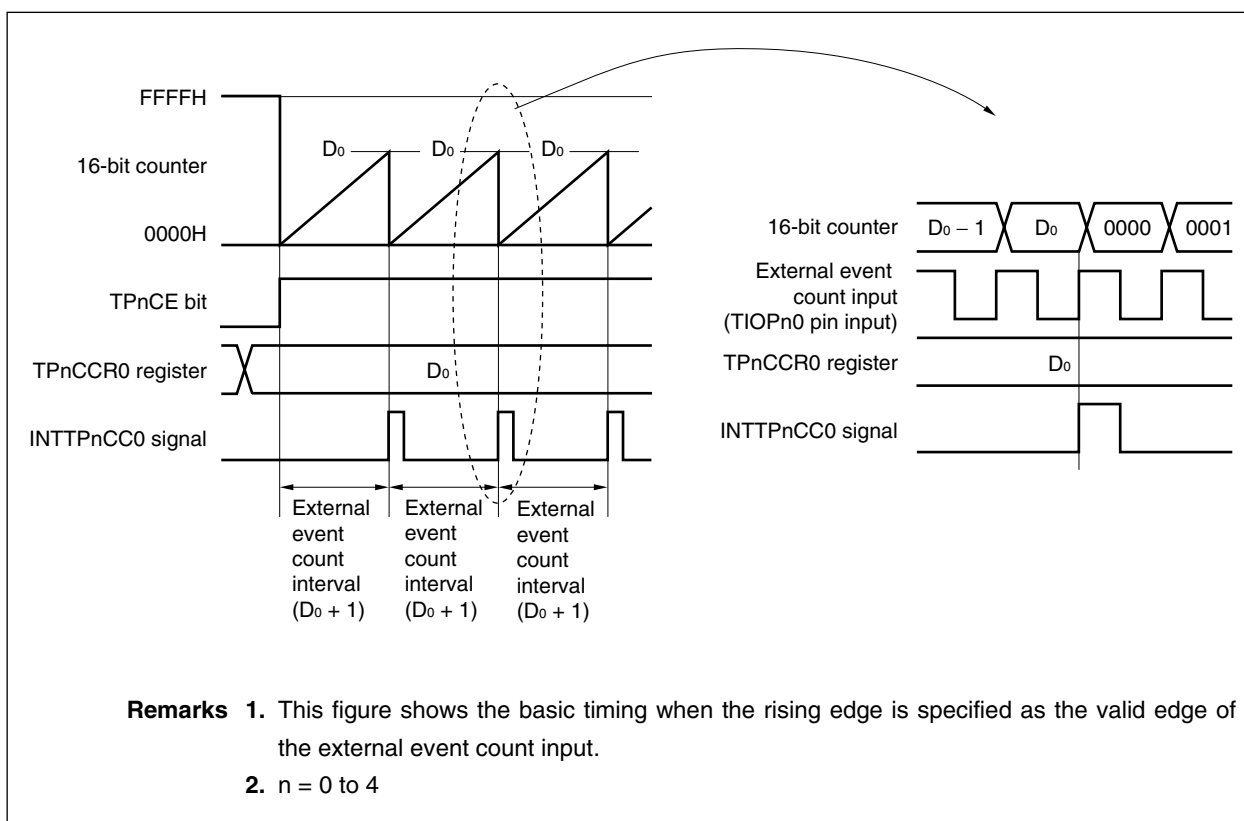 FFFFH
16-bit counter
0000H
D₀ D₀ D₀
TPnCE bit
TPnCCR0 register
D₀
INTTPnCC0 signal
External
event
count
interval
(D₀ + 1)
External
event
count
interval
(D₀ + 1)
External
event
count
interval
(D₀ + 1)
16-bit counter
D₀ − 1 D₀ 0000 0001
External event
count input
(TIOPn0 pin input)
TPnCCR0 register
D₀
INTTPnCC0 signal
Remarks 1. This figure shows the basic timing when the rising edge is specified as the valid edge of
the external event count input.
2. n = 0 to 4